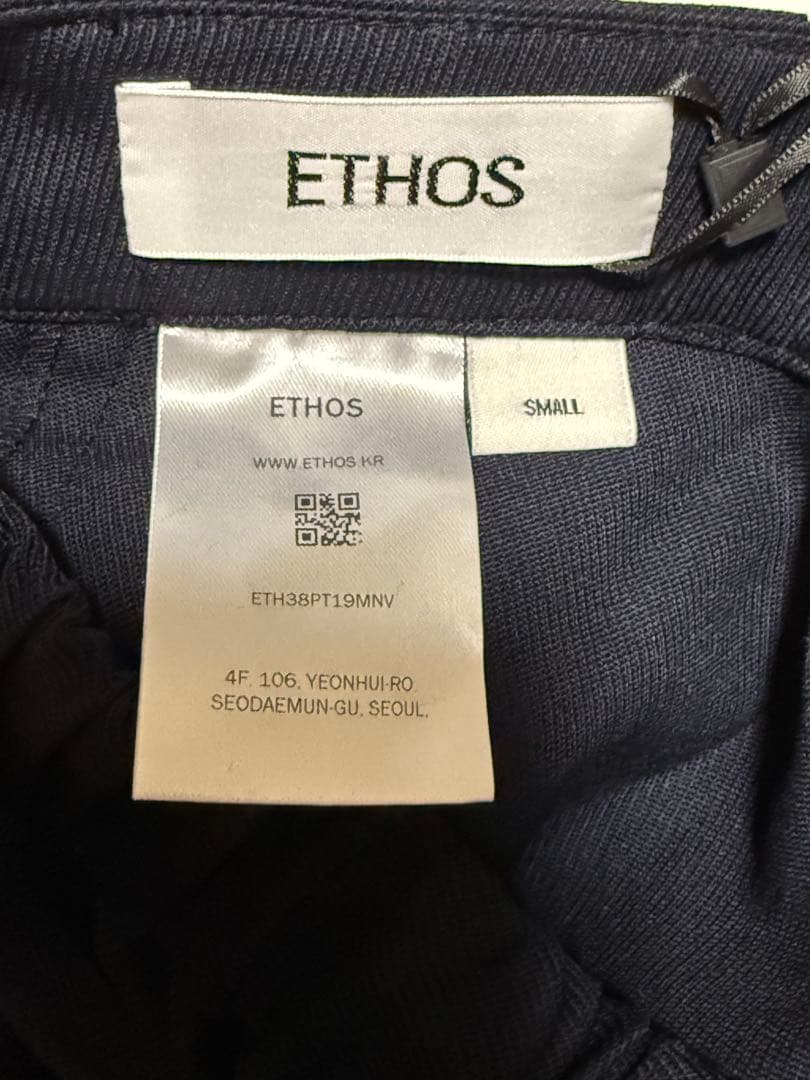 ETHOS
ETHOS
SMALL
WWW.ETHOS.KR
ETH38PT19MNV
4F. 106, YEONHUI-RO
SEODAEMUN-GU, SEOUL,